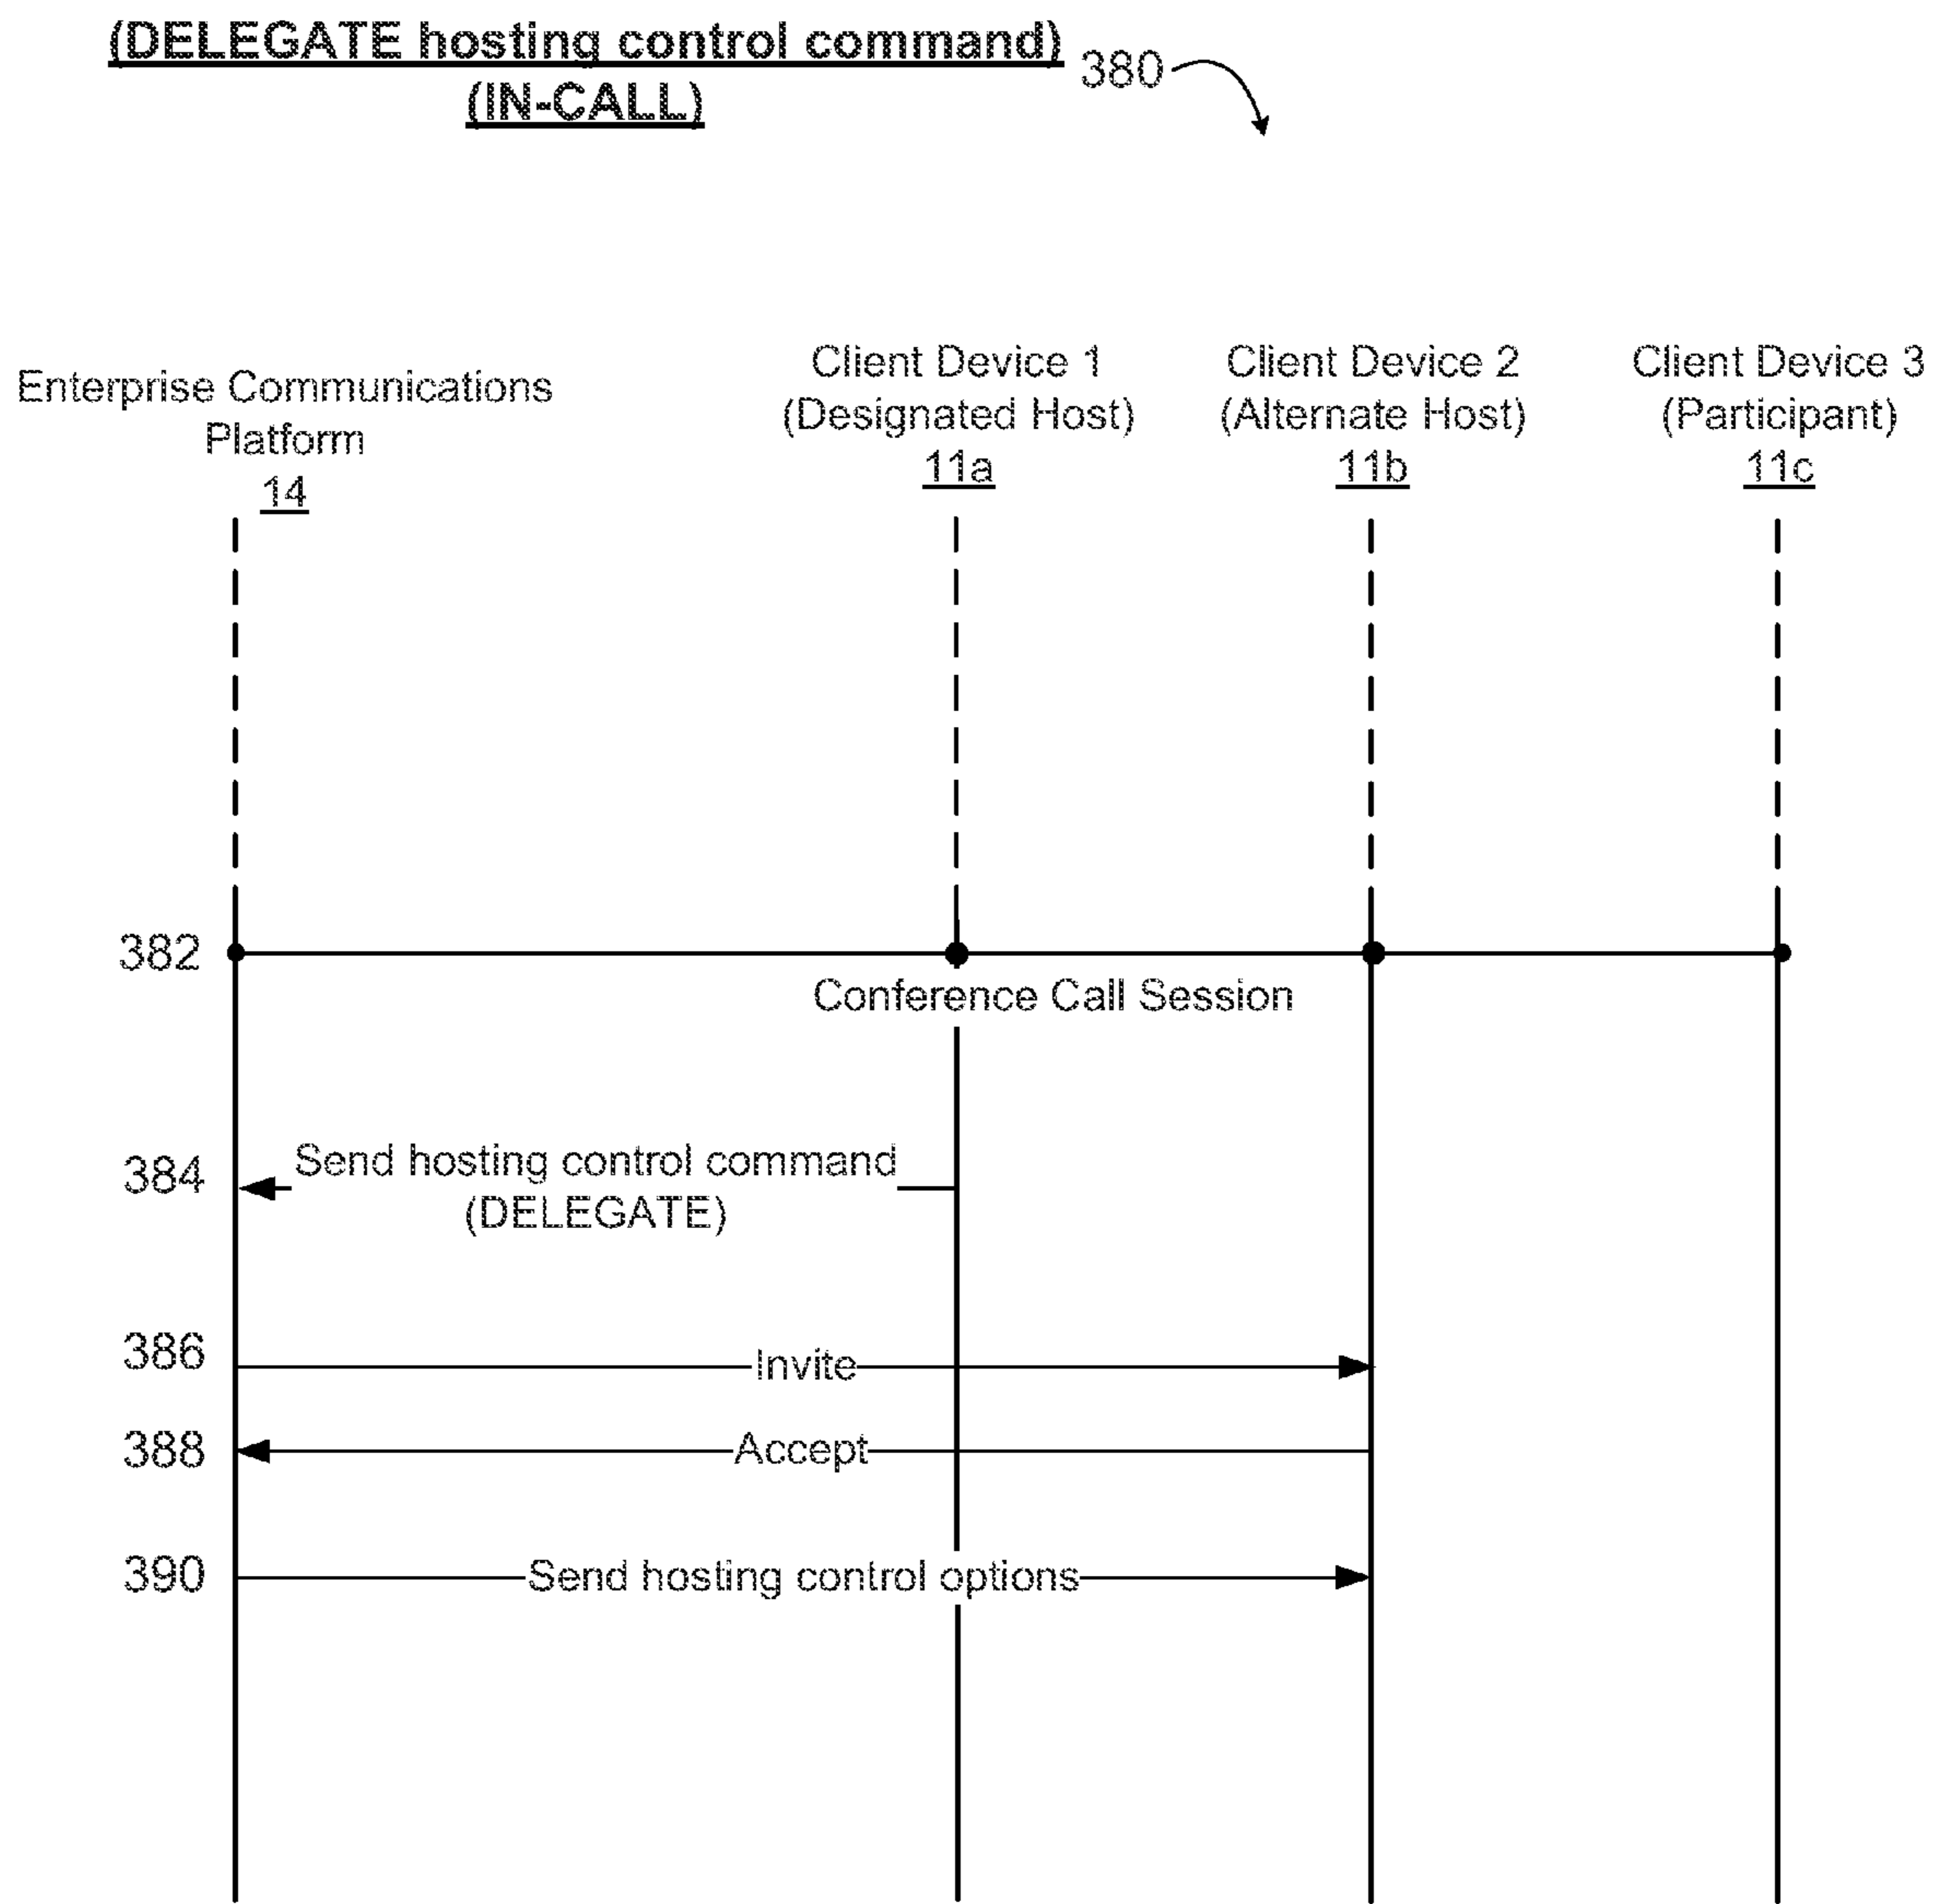 (DELEGATE hosting control command)
(IN-CALL)
380
Enterprise Communications
Platform
14
Client Device 1
(Designated Host)
11a
Client Device 2
(Alternate Host)
11b
Client Device 3
(Participant)
11c
382
Conference Call Session
384
Send hosting control command
(DELEGATE)
386
Invite
388
Accept
390
Send hosting control options